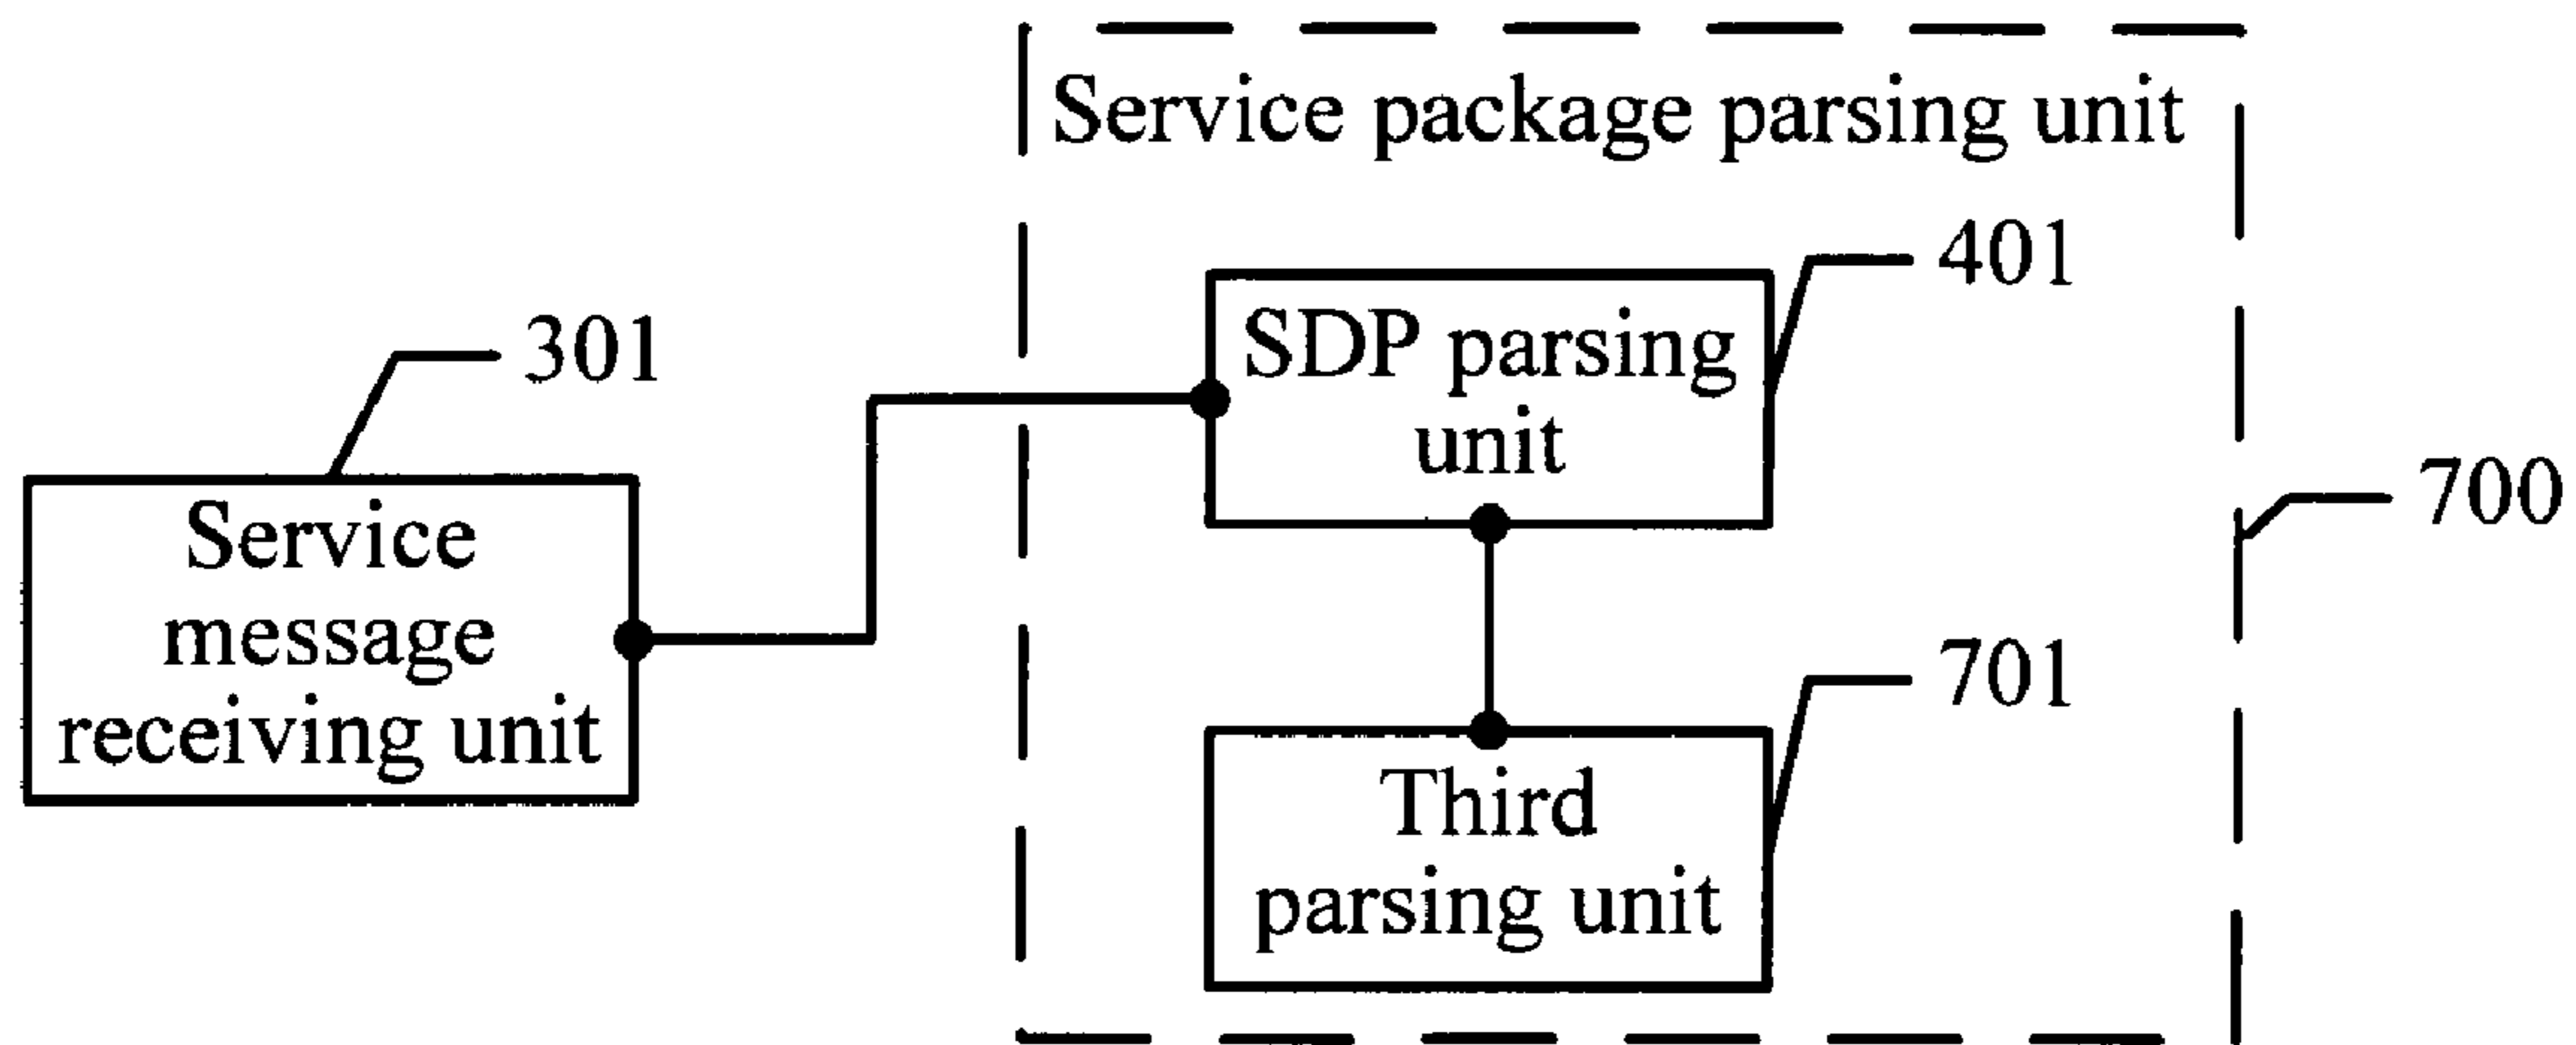 Service package parsing unit
401
SDP parsing
unit
301
Service
message
receiving unit
700
701
Third
parsing unit